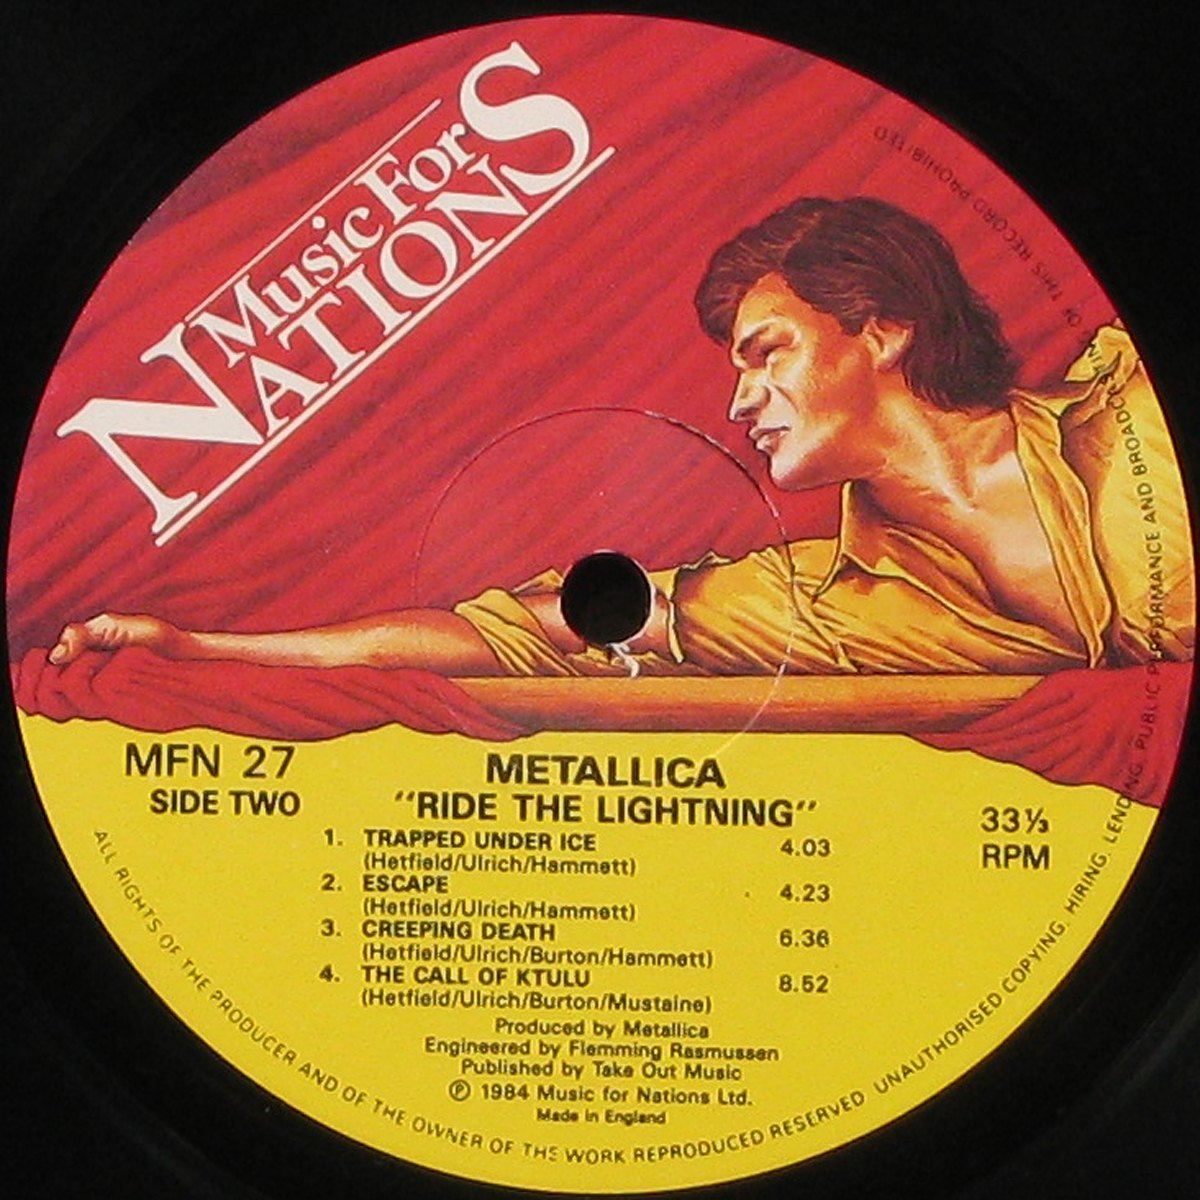 Music For
NATIONS
MFN 27
SIDE TWO
METALLICA
"RIDE THE LIGHTNING"
33⅓
RPM
1. TRAPPED UNDER ICE 4.03
(Hetfield/Ulrich/Hammett)
2. ESCAPE 4.23
(Hetfield/Ulrich/Hammett)
3. CREEPING DEATH 6.36
(Hetfield/Ulrich/Burton/Hammett)
4. THE CALL OF KTULU 8.52
(Hetfield/Ulrich/Burton/Mustaine)
Produced by Metallica
Engineered by Flemming Rasmussen
Published by Take Out Music
Ⓟ 1984 Music for Nations Ltd.
Made in England
ALL RIGHTS OF THE PRODUCER AND OF THE OWNER OF THE WORK REPRODUCED RESERVED. UNAUTHORISED COPYING, HIRING, LENDING, PUBLIC PERFORMANCE AND BROADCASTING OF THIS RECORD PROHIBITED